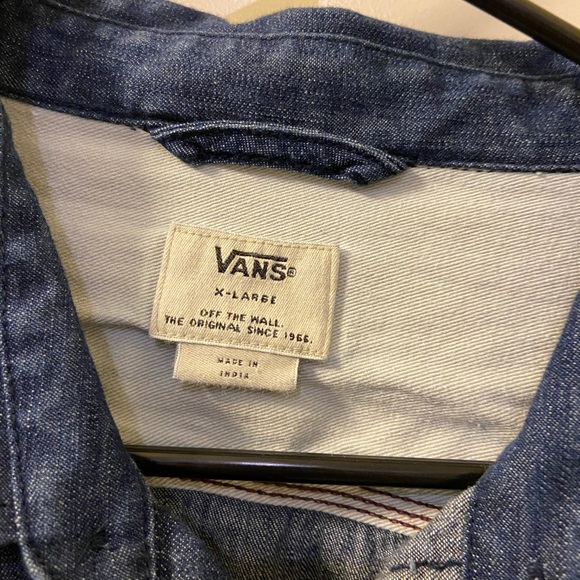 VANS®
X-LARGE
OFF THE WALL.
THE ORIGINAL SINCE 1966.
MADE IN
INDIA